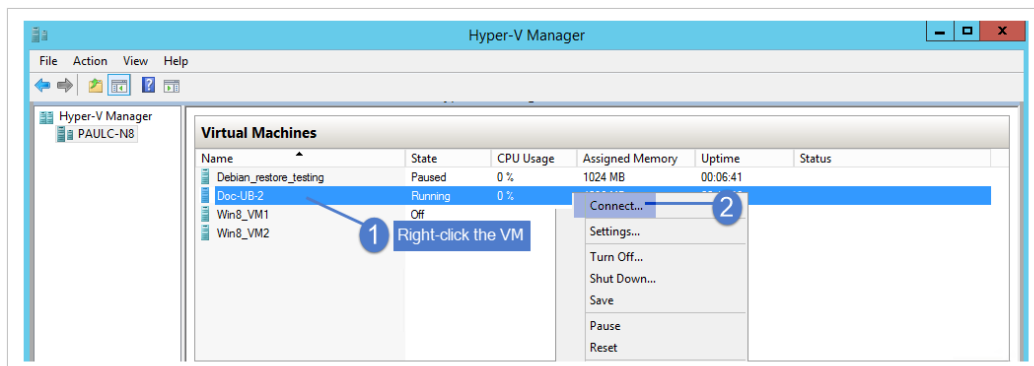 Hyper-V Manager
File Action View Help
Hyper-V Manager
PAULC-N8
Virtual Machines
Name State CPU Usage Assigned Memory Uptime Status
Debian_restore_testing Paused 0 % 1024 MB 00:06:41
Doc-UB-2 Running 0 %
Win8_VM1 Off
Win8_VM2
1 Right-click the VM
Connect... 2
Settings...
Turn Off...
Shut Down...
Save
Pause
Reset